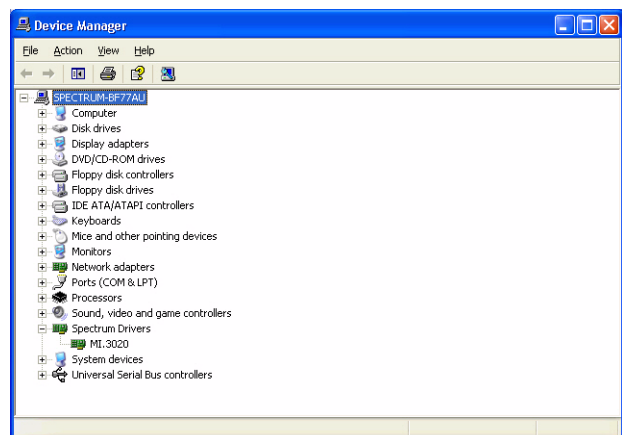 Device Manager
File Action View Help
SPECTRUM-BF77AU
Computer
Disk drives
Display adapters
DVD/CD-ROM drives
Floppy disk controllers
Floppy disk drives
IDE ATA/ATAPI controllers
Keyboards
Mice and other pointing devices
Monitors
Network adapters
Ports (COM & LPT)
Processors
Sound, video and game controllers
Spectrum Drivers
MI.3020
System devices
Universal Serial Bus controllers